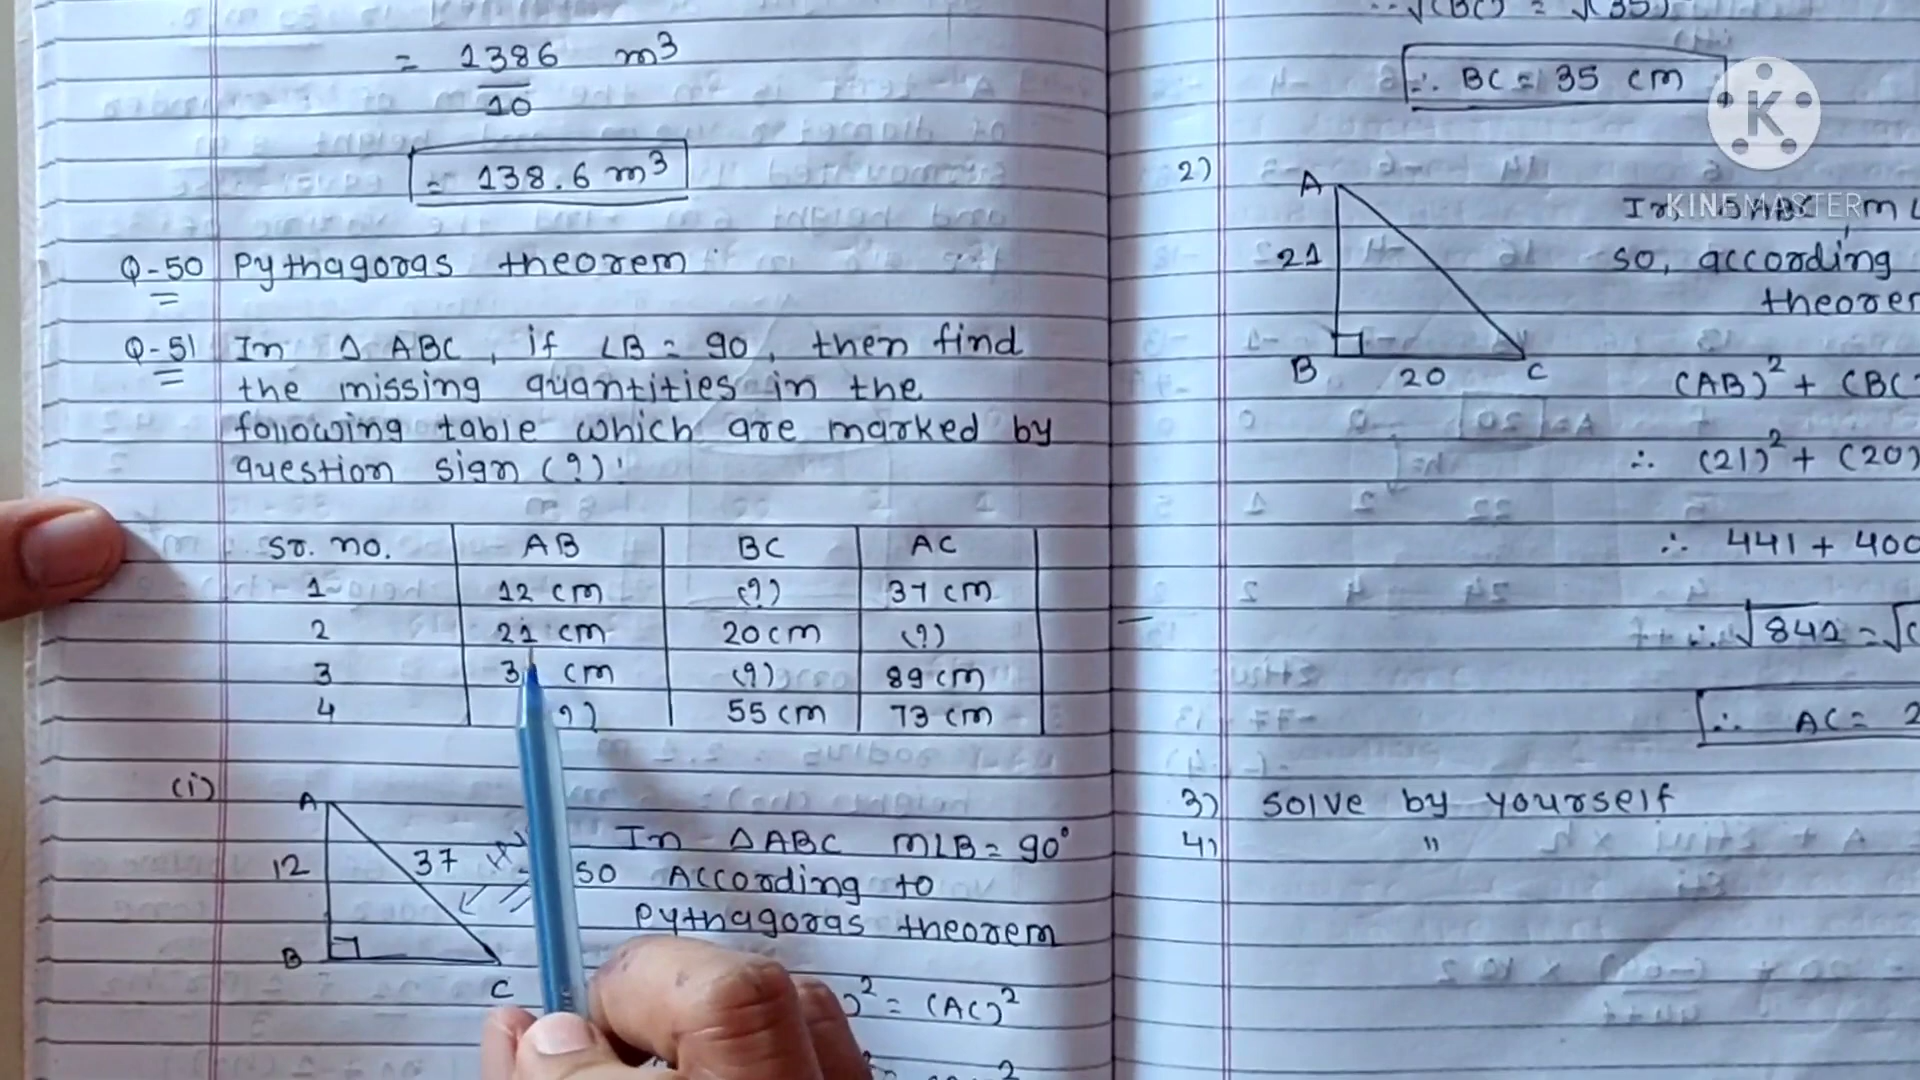 = 1386 m³
10
= 138.6 m³
Q-50 Pythagoras theorem
Q-51 In △ ABC, if ∠B = 90, then find
the missing quantities in the
following table which are marked by
question sign (?).
Sr. no. AB BC AC
1 12 cm (?) 37 cm
2 21 cm 20 cm (?)
3 cm (?) 89 cm
4 ?) 55 cm 73 cm
(i)
A
12
37
B
C
In △ABC m∠B = 90°
So According to
Pythagoras theorem
)² = (AC)²
∴ BC = 35 cm
K
KINEMASTER
2)
A
21
B
20
C
so, according
(AB)² + (BC
∴ (21)² + (20)
∴ 441 + 400
∴ √841 = √(
∴ AC = 2
3) Solve by yourself
4) "